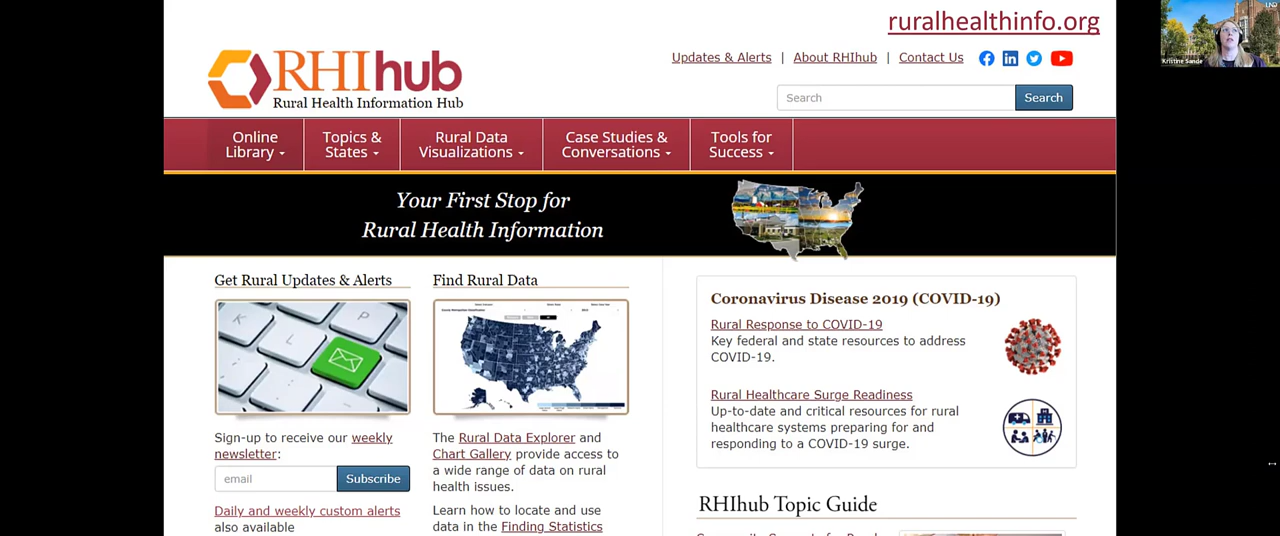 ruralhealthinfo.org
UND
Kristine Sande
Updates & Alerts | About RHIhub | Contact Us
RHIhub
Rural Health Information Hub
Search
Search
Online Library
Topics & States
Rural Data Visualizations
Case Studies & Conversations
Tools for Success
Your First Stop for
Rural Health Information
Get Rural Updates & Alerts
K
L
P
Sign-up to receive our weekly
newsletter:
email
Subscribe
Daily and weekly custom alerts
also available
Find Rural Data
The Rural Data Explorer and
Chart Gallery provide access to
a wide range of data on rural
health issues.
Learn how to locate and use
data in the Finding Statistics
Coronavirus Disease 2019 (COVID-19)
Rural Response to COVID-19
Key federal and state resources to address
COVID-19.
Rural Healthcare Surge Readiness
Up-to-date and critical resources for rural
healthcare systems preparing for and
responding to a COVID-19 surge.
RHIhub Topic Guide